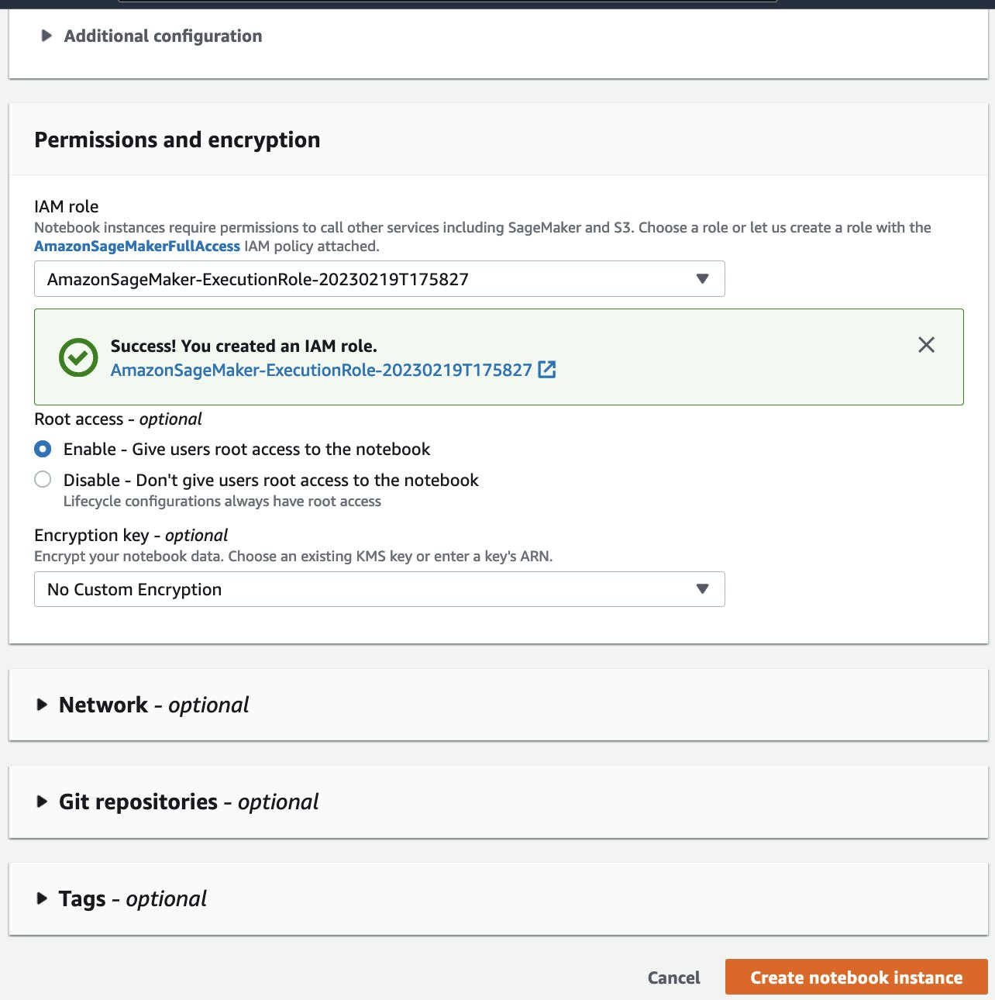 Additional configuration
Permissions and encryption
IAM role
Notebook instances require permissions to call other services including SageMaker and S3. Choose a role or let us create a role with the
AmazonSageMakerFullAccess IAM policy attached.
AmazonSageMaker-ExecutionRole-20230219T175827
Success! You created an IAM role.
AmazonSageMaker-ExecutionRole-20230219T175827
Root access - optional
Enable - Give users root access to the notebook
Disable - Don't give users root access to the notebook
Lifecycle configurations always have root access
Encryption key - optional
Encrypt your notebook data. Choose an existing KMS key or enter a key's ARN.
No Custom Encryption
Network - optional
Git repositories - optional
Tags - optional
Cancel
Create notebook instance